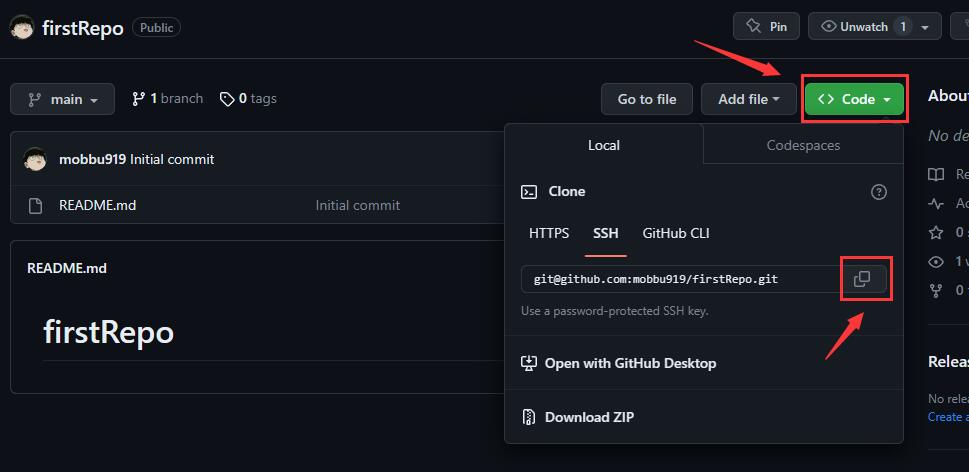 firstRepo Public Pin Unwatch 1
main 1 branch 0 tags Go to file Add file Code
mobbu919 Initial commit
README.md Initial commit
README.md
firstRepo
Local Codespaces
Clone
HTTPS SSH GitHub CLI
git@github.com:mobbu919/firstRepo.git
Use a password-protected SSH key.
Open with GitHub Desktop
Download ZIP
About
No de
Re
Ac
0
1
0
Releas
No relea
Create a